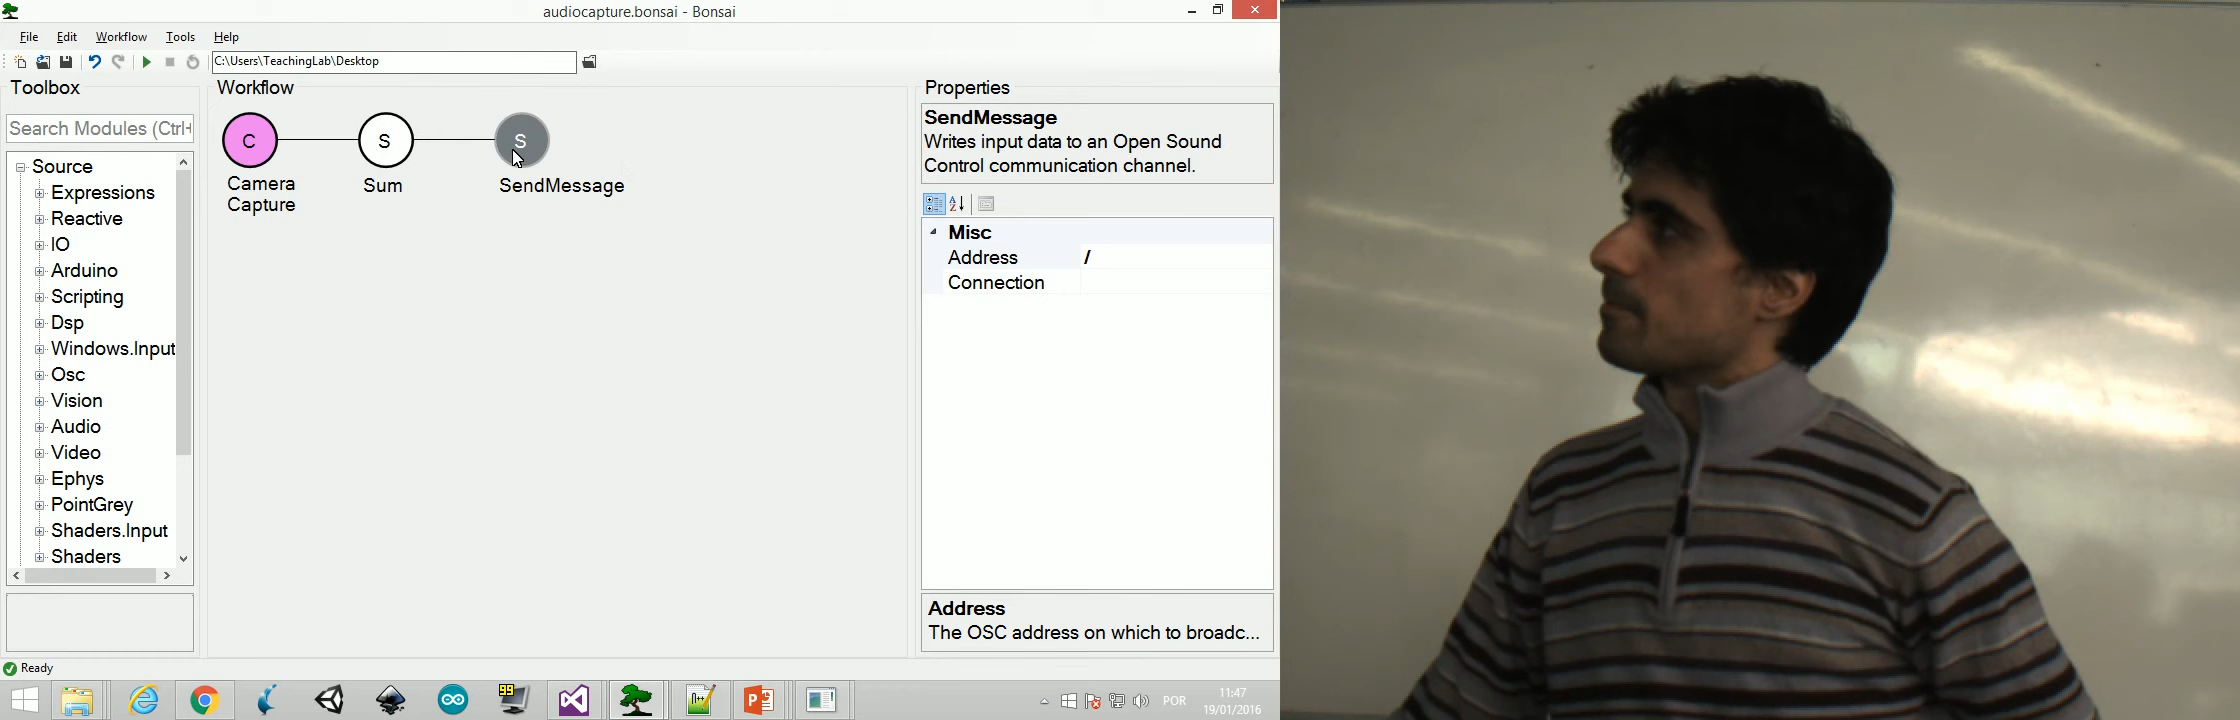 audiocapture.bonsai - Bonsai
File Edit Workflow Tools Help
C:\Users\TeachingLab\Desktop
Toolbox
Search Modules (Ctrl+
Source
Expressions
Reactive
IO
Arduino
Scripting
Dsp
Windows.Input
Osc
Vision
Audio
Video
Ephys
PointGrey
Shaders.Input
Shaders
Workflow
C S S
Camera
Capture
Sum
SendMessage
Properties
SendMessage
Writes input data to an Open Sound
Control communication channel.
Misc
Address /
Connection
Address
The OSC address on which to broadc...
Ready
99
POR
11:47
19/01/2016